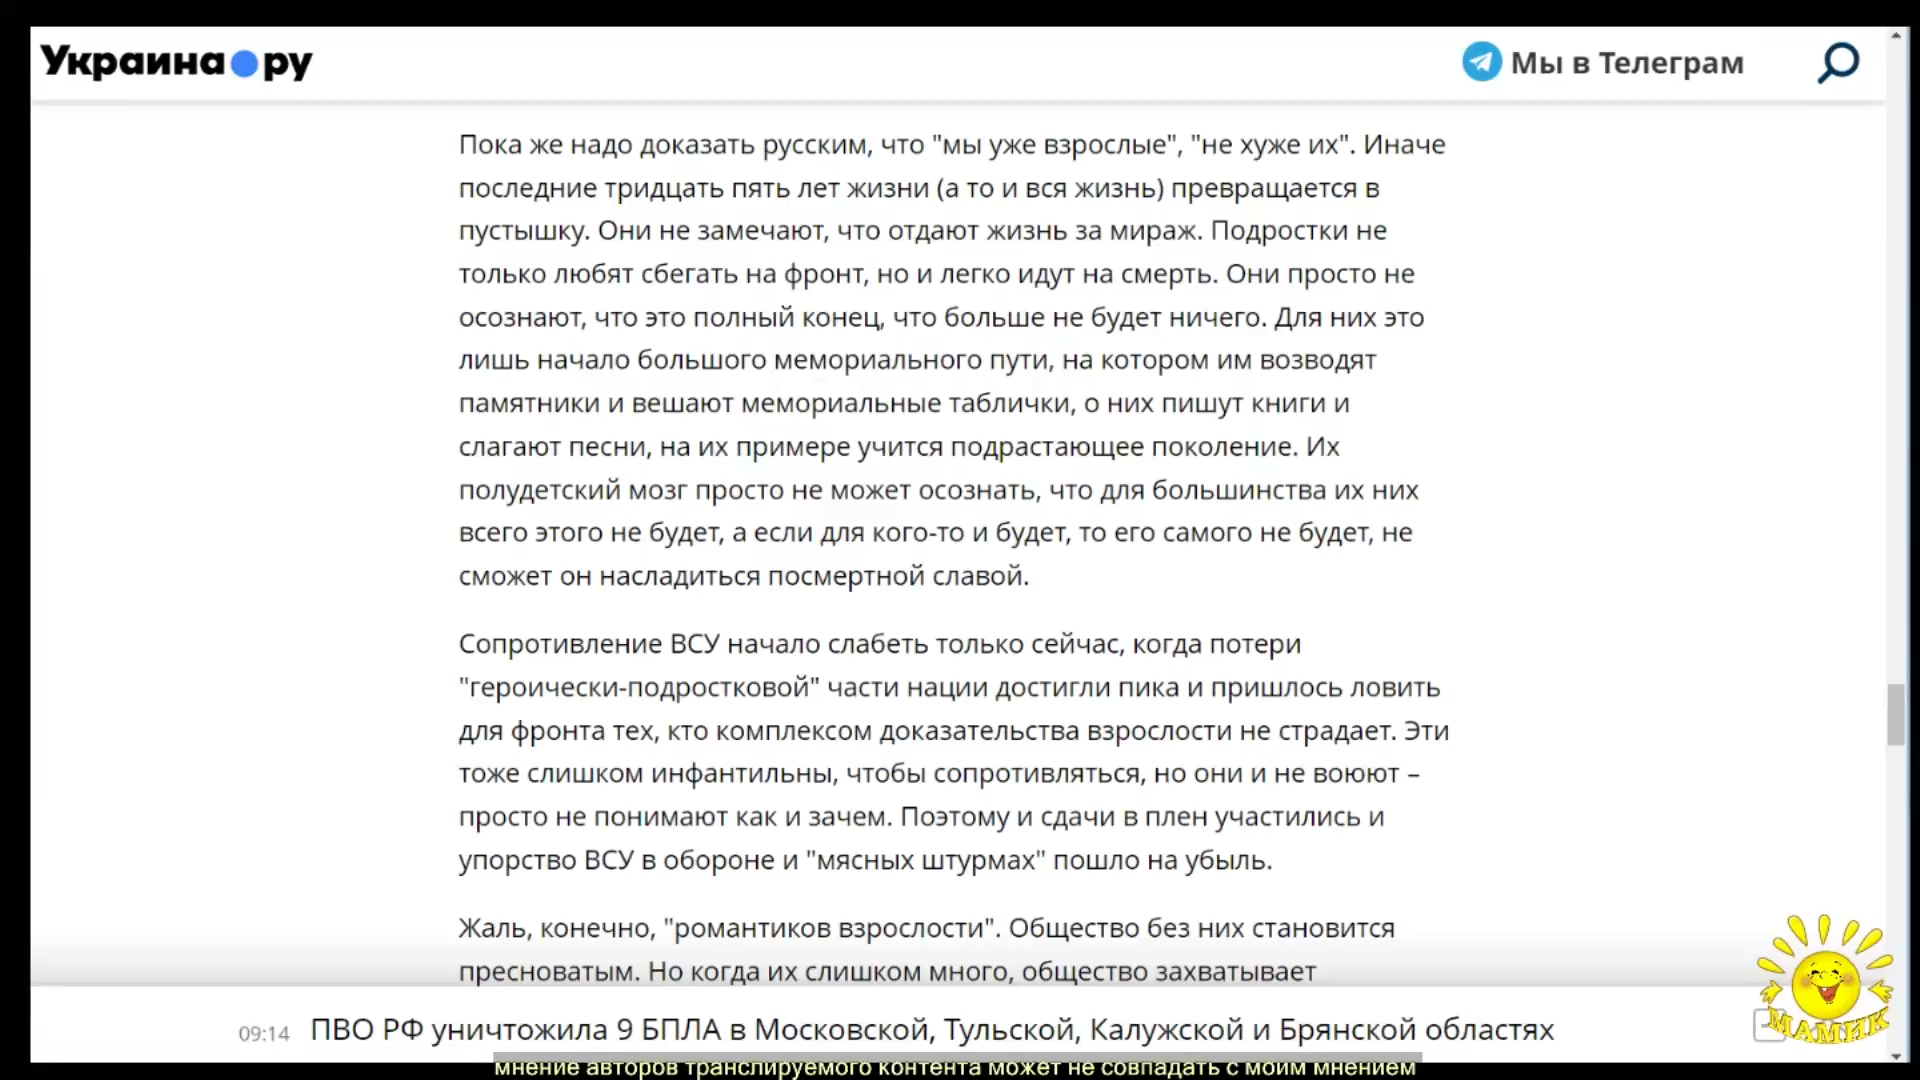 Украина ру
Мы в Телеграм
Пока же надо доказать русским, что "мы уже взрослые", "не хуже их". Иначе
последние тридцать пять лет жизни (а то и вся жизнь) превращается в
пустышку. Они не замечают, что отдают жизнь за мираж. Подростки не
только любят сбегать на фронт, но и легко идут на смерть. Они просто не
осознают, что это полный конец, что больше не будет ничего. Для них это
лишь начало большого мемориального пути, на котором им возводят
памятники и вешают мемориальные таблички, о них пишут книги и
слагают песни, на их примере учится подрастающее поколение. Их
полудетский мозг просто не может осознать, что для большинства их них
всего этого не будет, а если для кого-то и будет, то его самого не будет, не
сможет он насладиться посмертной славой.
Сопротивление ВСУ начало слабеть только сейчас, когда потери
"героически-подростковой" части нации достигли пика и пришлось ловить
для фронта тех, кто комплексом доказательства взрослости не страдает. Эти
тоже слишком инфантильны, чтобы сопротивляться, но они и не воюют –
просто не понимают как и зачем. Поэтому и сдачи в плен участились и
упорство ВСУ в обороне и "мясных штурмах" пошло на убыль.
Жаль, конечно, "романтиков взрослости". Общество без них становится
пресноватым. Но когда их слишком много, общество захватывает
09:14 ПВО РФ уничтожила 9 БПЛА в Московской, Тульской, Калужской и Брянской областях
МАМИК
мнение авторов транслируемого контента может не совпадать с моим мнением